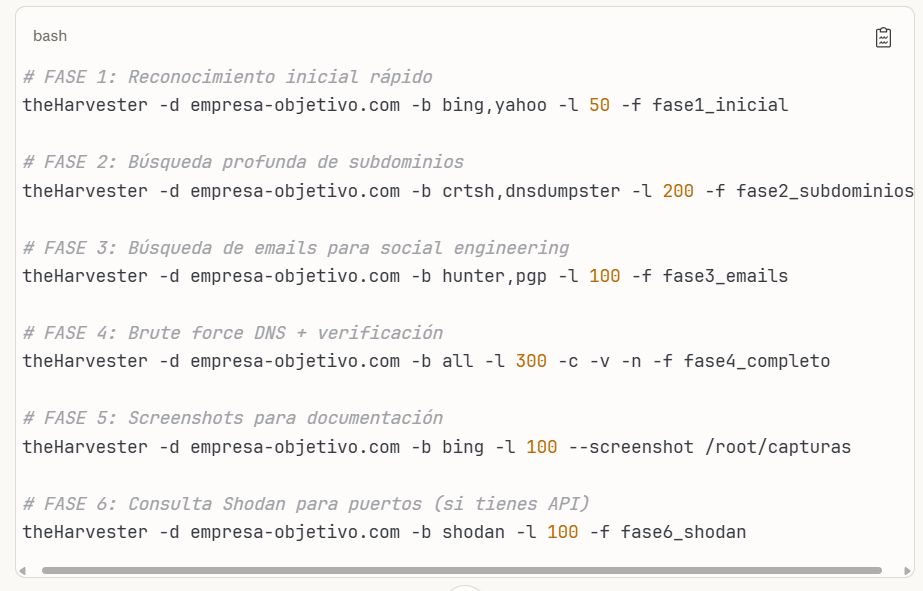 bash
# FASE 1: Reconocimiento inicial rápido
theHarvester -d empresa-objetivo.com -b bing,yahoo -l 50 -f fase1_inicial
# FASE 2: Búsqueda profunda de subdominios
theHarvester -d empresa-objetivo.com -b crtsh,dnsdumpster -l 200 -f fase2_subdominios
# FASE 3: Búsqueda de emails para social engineering
theHarvester -d empresa-objetivo.com -b hunter,pgp -l 100 -f fase3_emails
# FASE 4: Brute force DNS + verificación
theHarvester -d empresa-objetivo.com -b all -l 300 -c -v -n -f fase4_completo
# FASE 5: Screenshots para documentación
theHarvester -d empresa-objetivo.com -b bing -l 100 --screenshot /root/capturas
# FASE 6: Consulta Shodan para puertos (si tienes API)
theHarvester -d empresa-objetivo.com -b shodan -l 100 -f fase6_shodan